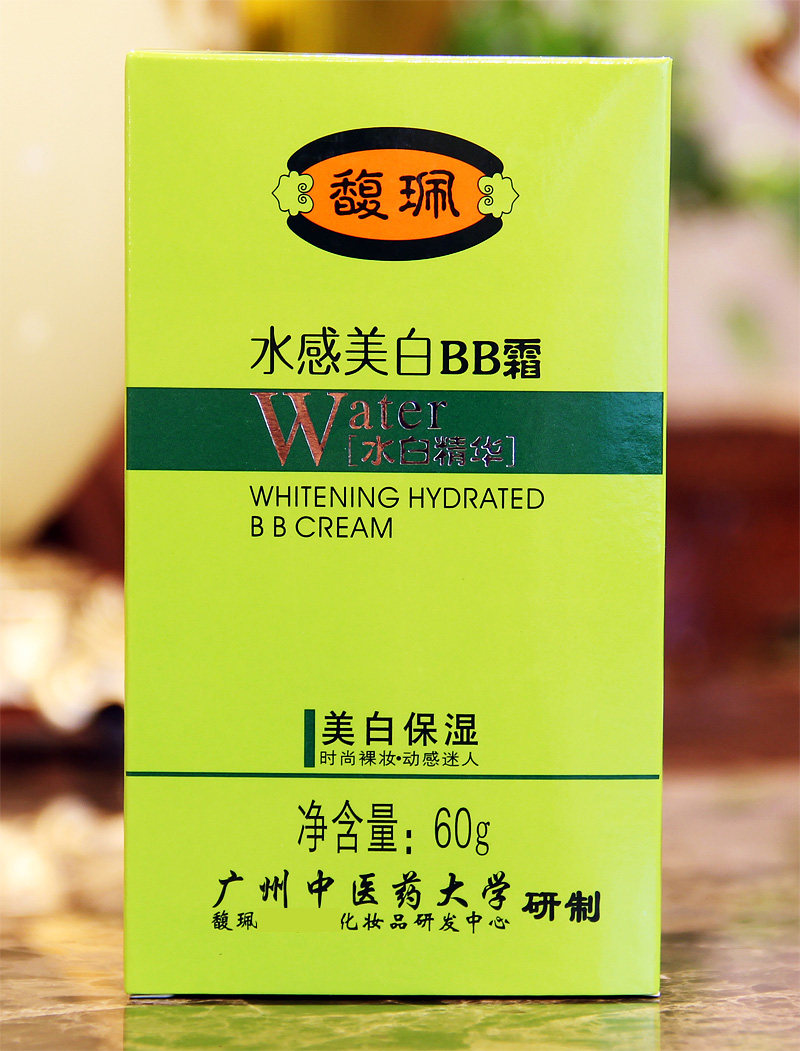 馥珮
水感美白BB霜
Water
[水白精华]
WHITENING HYDRATED
B B CREAM
美白保湿
时尚裸妆•动感迷人
净含量：60g
广州中医药大学 研制
馥珮 化妆品研发中心